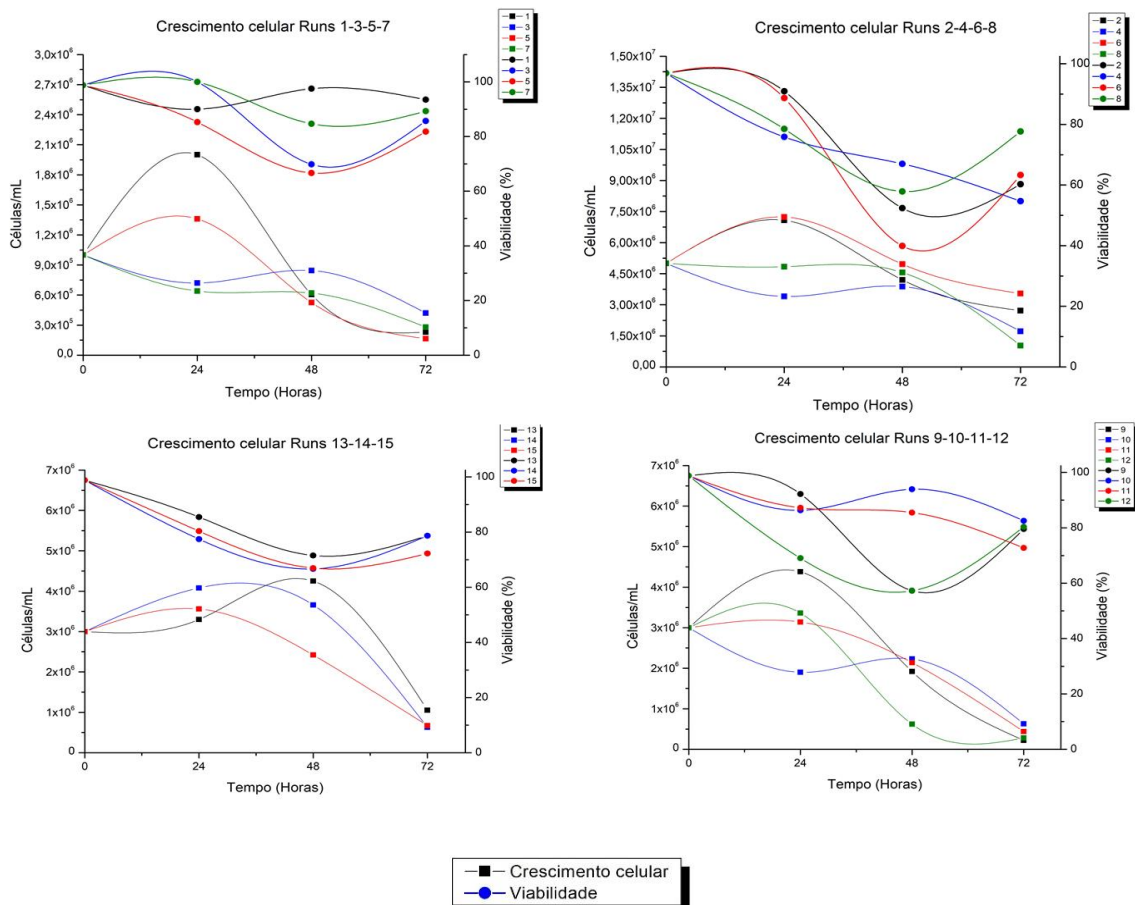 Crescimento celular Runs 1-3-5-7
1
3
5
7
1
3
5
7
3,0x10⁶
2,7x10⁶
2,4x10⁶
2,1x10⁶
1,8x10⁶
1,5x10⁶
1,2x10⁶
9,0x10⁵
6,0x10⁵
3,0x10⁵
0,0
Células/mL
100
80
60
40
20
0
Viabilidade (%)
0 24 48 72
Tempo (Horas)
Crescimento celular Runs 2-4-6-8
2
4
6
8
2
4
6
8
1,50x10⁷
1,35x10⁷
1,20x10⁷
1,05x10⁷
9,00x10⁶
7,50x10⁶
6,00x10⁶
4,50x10⁶
3,00x10⁶
1,50x10⁶
0,00
Células/mL
100
80
60
40
20
0
Viabilidade (%)
0 24 48 72
Tempo (Horas)
Crescimento celular Runs 13-14-15
13
14
15
13
14
15
7x10⁶
6x10⁶
5x10⁶
4x10⁶
3x10⁶
2x10⁶
1x10⁶
0
Células/mL
100
80
60
40
20
0
Viabilidade (%)
0 24 48 72
Tempo (Horas)
Crescimento celular Runs 9-10-11-12
9
10
11
12
9
10
11
12
7x10⁶
6x10⁶
5x10⁶
4x10⁶
3x10⁶
2x10⁶
1x10⁶
0
Células/mL
100
80
60
40
20
0
Viabilidade (%)
0 24 48 72
Tempo (Horas)
Crescimento celular
Viabilidade